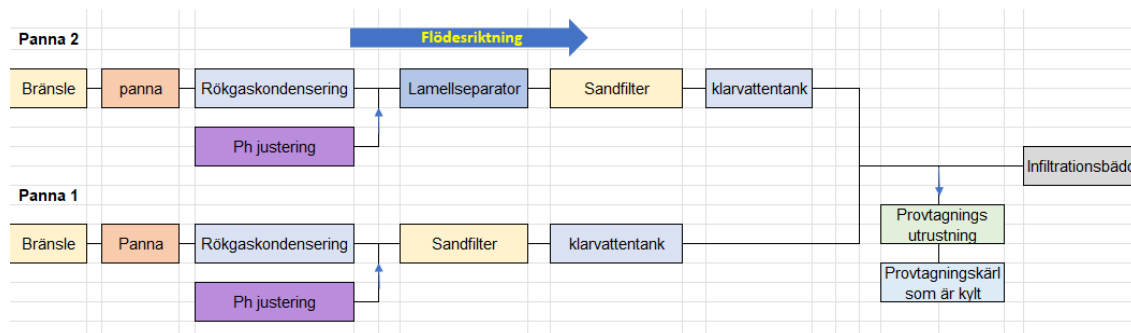 Panna 2
Flödesriktning
Bränsle
panna
Rökgaskondensering
Lamellseparator
Sandfilter
klarvattentank
Ph justering
Infiltrationsbädd
Panna 1
Provtagnings
utrustning
Bränsle
Panna
Rökgaskondensering
Sandfilter
klarvattentank
Provtagningskärl
som är kylt
Ph justering